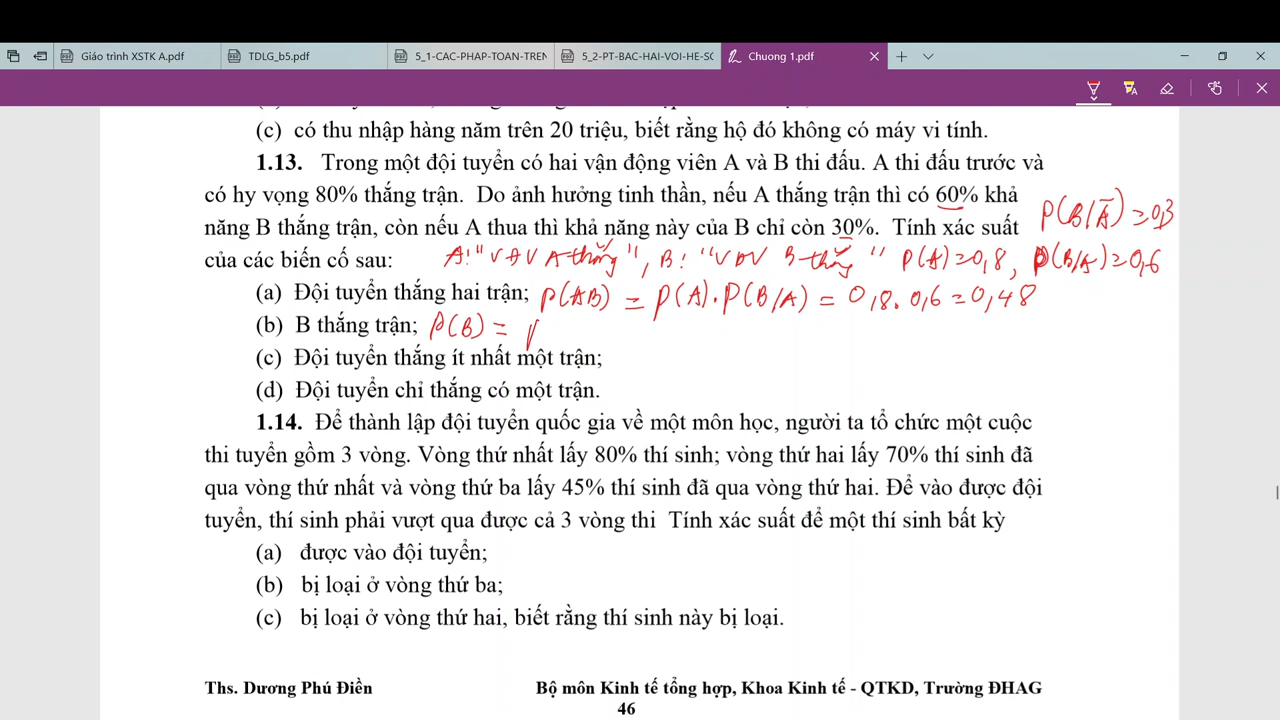 Giáo trình XSTK A.pdf TDLG_b5.pdf 5_1-CAC-PHAP-TOAN-TREN 5_2-PT-BAC-HAI-VOI-HE-SC Chuong 1.pdf
(c) có thu nhập hàng năm trên 20 triệu, biết rằng hộ đó không có máy vi tính.
1.13. Trong một đội tuyển có hai vận động viên A và B thi đấu. A thi đấu trước và
có hy vọng 80% thắng trận. Do ảnh hưởng tinh thần, nếu A thắng trận thì có 60% khả
năng B thắng trận, còn nếu A thua thì khả năng này của B chỉ còn 30%. Tính xác suất P(B/Ā) = 0,3
của các biến cố sau: A: "VĐV A thắng", B: "VĐV B thắng" P(A) = 0,8, P(B/A) = 0,6
(a) Đội tuyển thắng hai trận; P(AB) = P(A).P(B/A) = 0,8.0,6 = 0,48
(b) B thắng trận; P(B) =
(c) Đội tuyển thắng ít nhất một trận;
(d) Đội tuyển chỉ thắng có một trận.
1.14. Để thành lập đội tuyển quốc gia về một môn học, người ta tổ chức một cuộc
thi tuyển gồm 3 vòng. Vòng thứ nhất lấy 80% thí sinh; vòng thứ hai lấy 70% thí sinh đã
qua vòng thứ nhất và vòng thứ ba lấy 45% thí sinh đã qua vòng thứ hai. Để vào được đội
tuyển, thí sinh phải vượt qua được cả 3 vòng thi Tính xác suất để một thí sinh bất kỳ
(a) được vào đội tuyển;
(b) bị loại ở vòng thứ ba;
(c) bị loại ở vòng thứ hai, biết rằng thí sinh này bị loại.
Ths. Dương Phú Điền Bộ môn Kinh tế tổng hợp, Khoa Kinh tế - QTKD, Trường ĐHAG
46